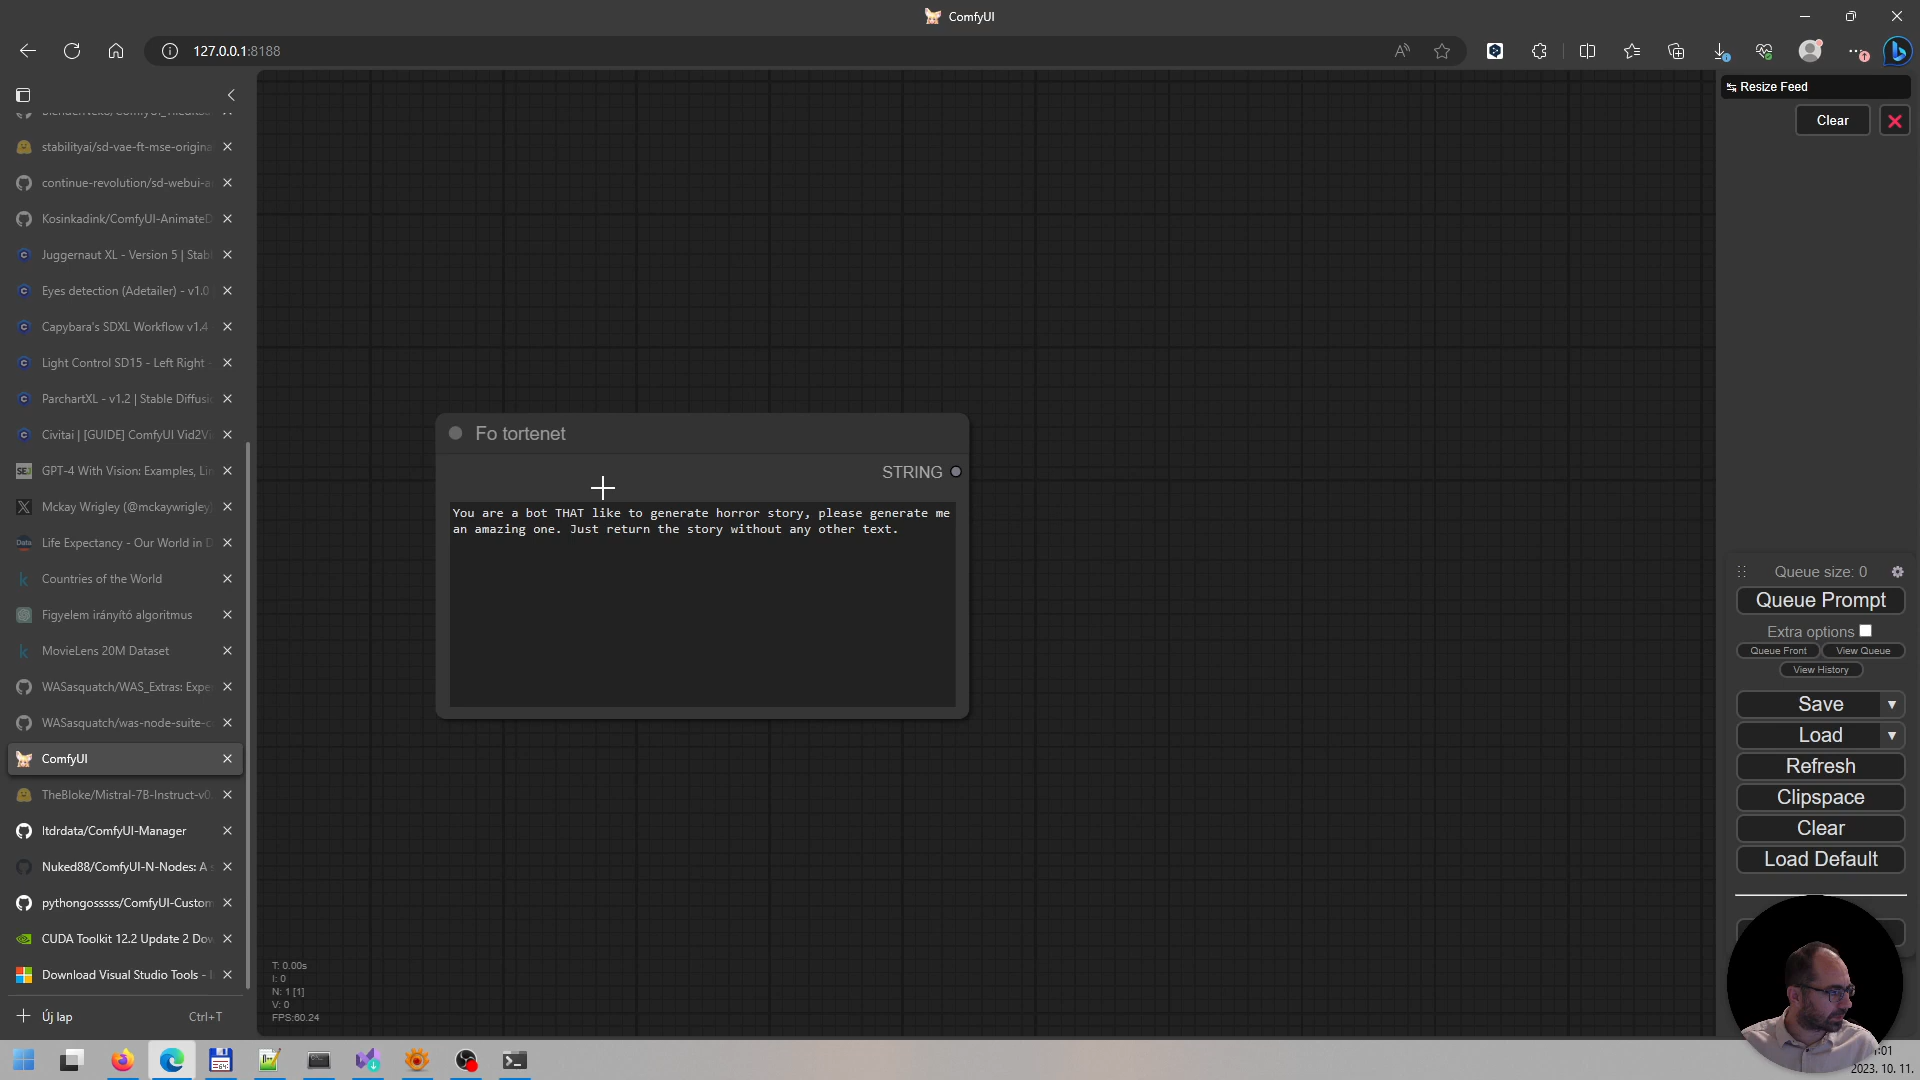 ComfyUI
127.0.0.1:8188
Resize Feed
Clear
stabilityai/sd-vae-ft-mse-origina
continue-revolution/sd-webui-a
Kosinkadink/ComfyUI-AnimateD
Juggernaut XL - Version 5 | Stab
Eyes detection (Adetailer) - v1.0
Capybara's SDXL Workflow v1.4
Light Control SD15 - Left Right -
ParchartXL - v1.2 | Stable Diffusi
Civitai | [GUIDE] ComfyUI Vid2Vi
GPT-4 With Vision: Examples, Lir
Mckay Wrigley (@mckaywrigley
Life Expectancy - Our World in D
Countries of the World
Figyelem irányító algoritmus
MovieLens 20M Dataset
WASasquatch/WAS_Extras: Expe
WASasquatch/was-node-suite-c
ComfyUI
TheBloke/Mistral-7B-Instruct-v0.
ltdrdata/ComfyUI-Manager
Nuked88/ComfyUI-N-Nodes: A s
pythongosssss/ComfyUI-Custom
CUDA Toolkit 12.2 Update 2 Dow
Download Visual Studio Tools - I
Új lap
Ctrl+T
Fo tortenet
STRING
You are a bot THAT like to generate horror story, please generate me
an amazing one. Just return the story without any other text.
T: 0.00s
I: 0
N: 1 [1]
V: 0
FPS:60.24
Queue size: 0
Queue Prompt
Extra options
Queue Front
View Queue
View History
Save
Load
Refresh
Clipspace
Clear
Load Default
2023. 10. 11.